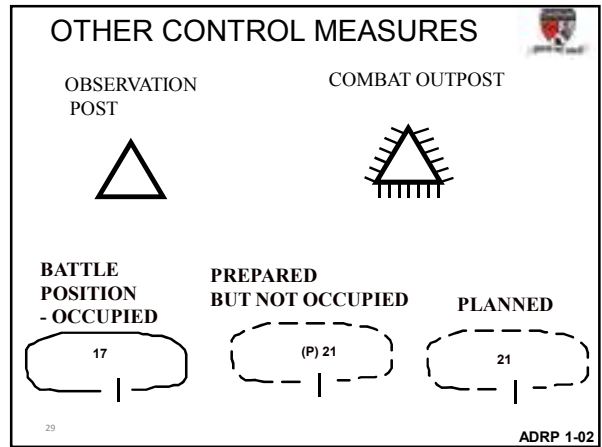 OTHER CONTROL MEASURES
OBSERVATION
POST
COMBAT OUTPOST
BATTLE
POSITION
- OCCUPIED
PREPARED
BUT NOT OCCUPIED
PLANNED
17
(P) 21
21
29
ADRP 1-02